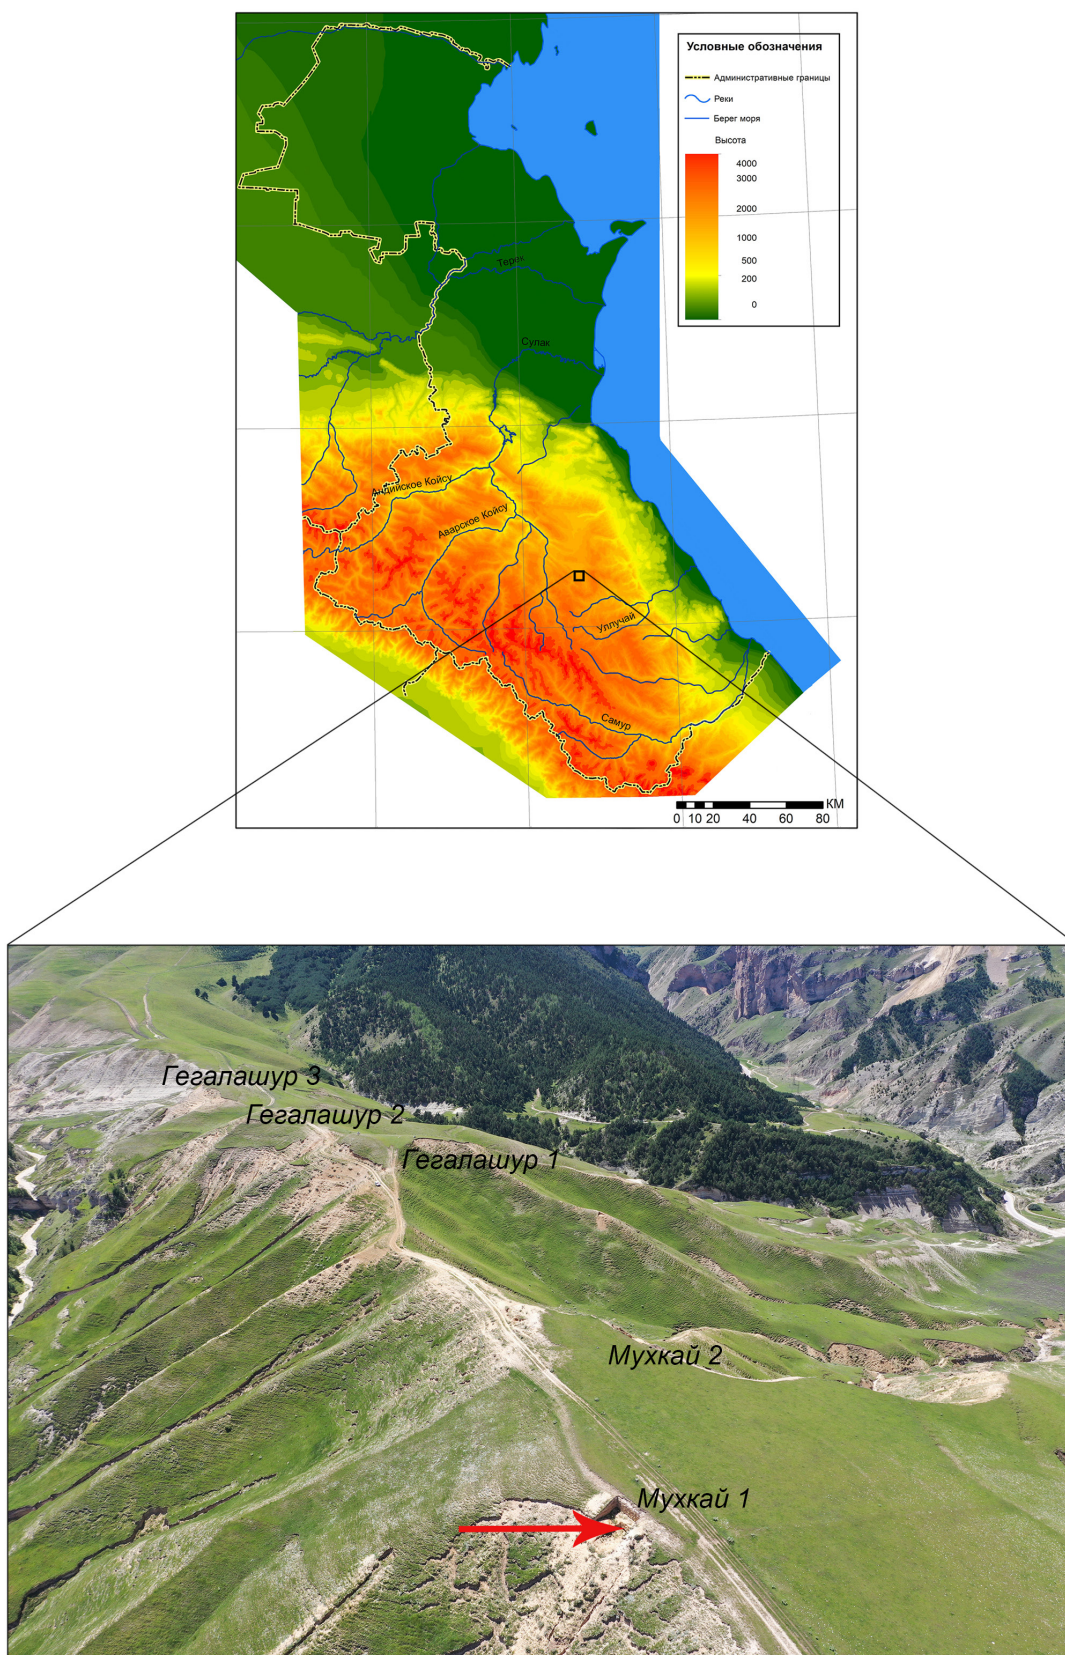 Условные обозначения
Административные границы
Реки
Берег моря
Высота
4000
3000
2000
1000
500
200
0
Терек
Сулак
Андийское Койсу
Аварское Койсу
Уллучай
Самур
КМ
0 10 20 40 60 80
Гегалашур 3
Гегалашур 2
Гегалашур 1
Мухкай 2
Мухкай 1